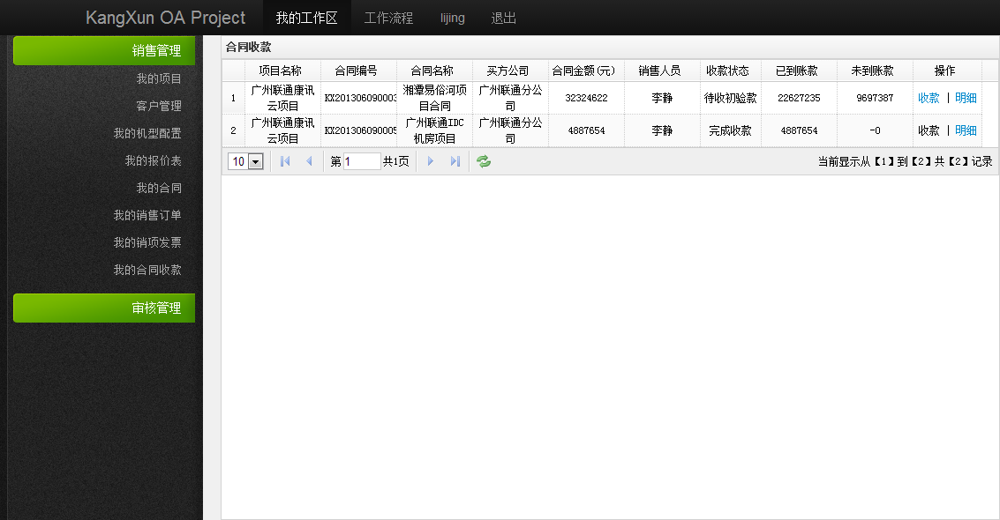 KangXun OA Project 我的工作区 工作流程 lijing 退出
销售管理
我的项目
客户管理
我的机型配置
我的报价表
我的合同
我的销售订单
我的销项发票
我的合同收款
审核管理
合同收款
项目名称 合同编号 合同名称 买方公司 合同金额(元) 销售人员 收款状态 已到账款 未到账款 操作
1 广州联通康讯云项目 KX201306090003 湘潭易俗河项目合同 广州联通分公司 32324622 李静 待收初验款 22627235 9697387 收款 | 明细
2 广州联通康讯云项目 KX201306090005 广州联通IDC机房项目 广州联通分公司 4887654 李静 完成收款 4887654 -0 收款 | 明细
10 第 1 共1页 当前显示从【1】到【2】共【2】记录